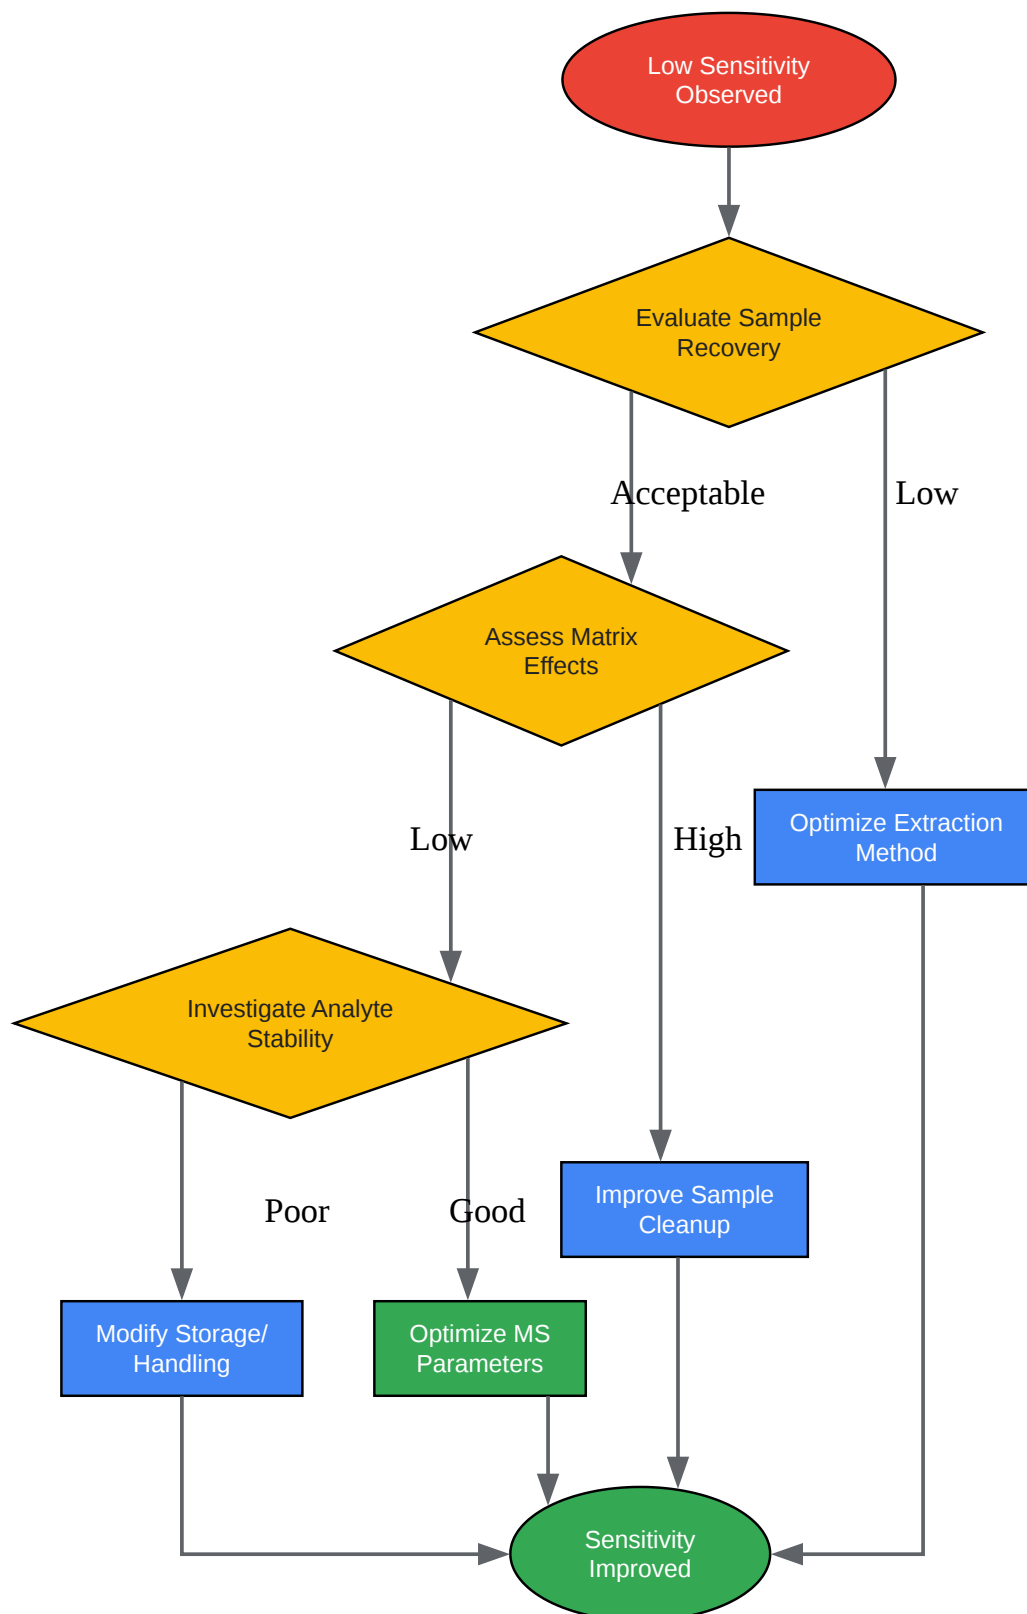 Low Sensitivity
Observed
Evaluate Sample
Recovery
Acceptable
Low
Assess Matrix
Effects
Low
High
Optimize Extraction
Method
Investigate Analyte
Stability
Poor
Good
Improve Sample
Cleanup
Modify Storage/
Handling
Optimize MS
Parameters
Sensitivity
Improved